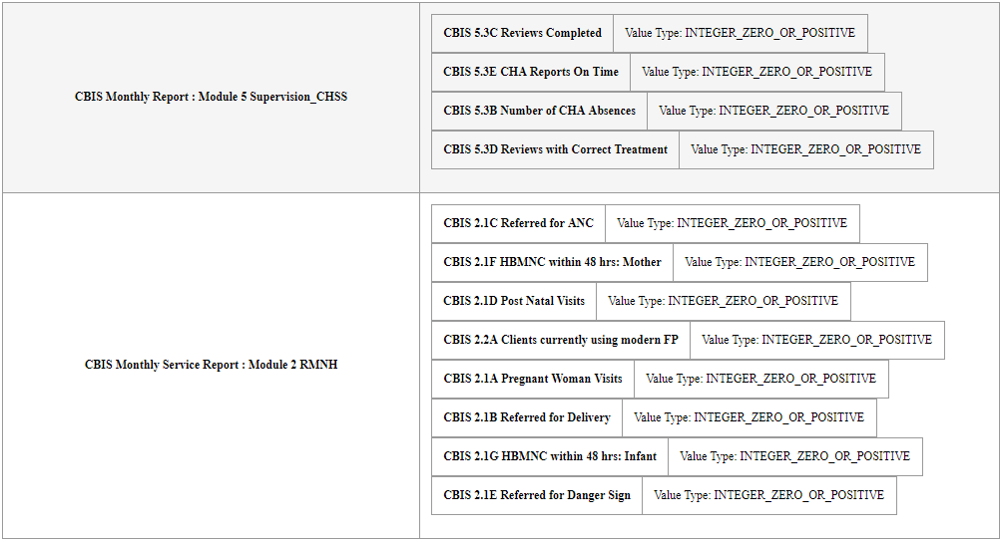 CBIS Monthly Report : Module 5 Supervision_CHSS
CBIS 5.3C Reviews Completed Value Type: INTEGER_ZERO_OR_POSITIVE
CBIS 5.3E CHA Reports On Time Value Type: INTEGER_ZERO_OR_POSITIVE
CBIS 5.3B Number of CHA Absences Value Type: INTEGER_ZERO_OR_POSITIVE
CBIS 5.3D Reviews with Correct Treatment Value Type: INTEGER_ZERO_OR_POSITIVE
CBIS Monthly Service Report : Module 2 RMNH
CBIS 2.1C Referred for ANC Value Type: INTEGER_ZERO_OR_POSITIVE
CBIS 2.1F HBMNC within 48 hrs: Mother Value Type: INTEGER_ZERO_OR_POSITIVE
CBIS 2.1D Post Natal Visits Value Type: INTEGER_ZERO_OR_POSITIVE
CBIS 2.2A Clients currently using modern FP Value Type: INTEGER_ZERO_OR_POSITIVE
CBIS 2.1A Pregnant Woman Visits Value Type: INTEGER_ZERO_OR_POSITIVE
CBIS 2.1B Referred for Delivery Value Type: INTEGER_ZERO_OR_POSITIVE
CBIS 2.1G HBMNC within 48 hrs: Infant Value Type: INTEGER_ZERO_OR_POSITIVE
CBIS 2.1E Referred for Danger Sign Value Type: INTEGER_ZERO_OR_POSITIVE